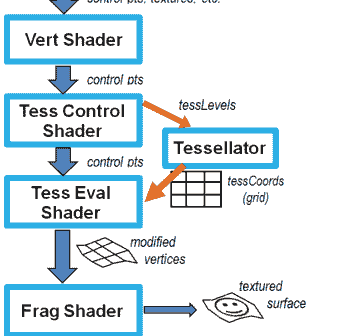 control pts, textures, etc.
Vert Shader
control pts
Tess Control
Shader
tessLevels
Tessellator
control pts
tessCoords
(grid)
Tess Eval
Shader
modified
vertices
Frag Shader
textured
surface